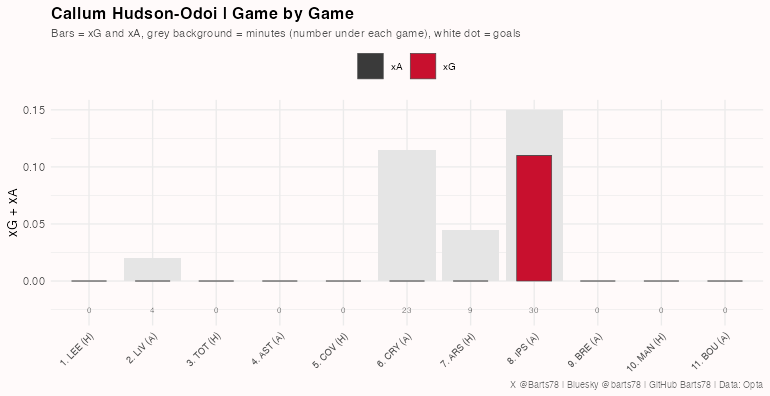 Callum Hudson-Odoi | Game by Game
Bars = xG and xA, grey background = minutes (number under each game), white dot = goals
xA xG
xG + xA
0.15
0.10
0.05
0.00
0 4 0 0 0 23 9 30 0 0 0
1. LEE (H) 2. LIV (A) 3. TOT (H) 4. AST (A) 5. COV (H) 6. CRY (A) 7. ARS (H) 8. IPS (A) 9. BRE (A) 10. MAN (H) 11. BOU (A)
X @Barts78 | Bluesky @barts78 | GitHub Barts78 | Data: Opta